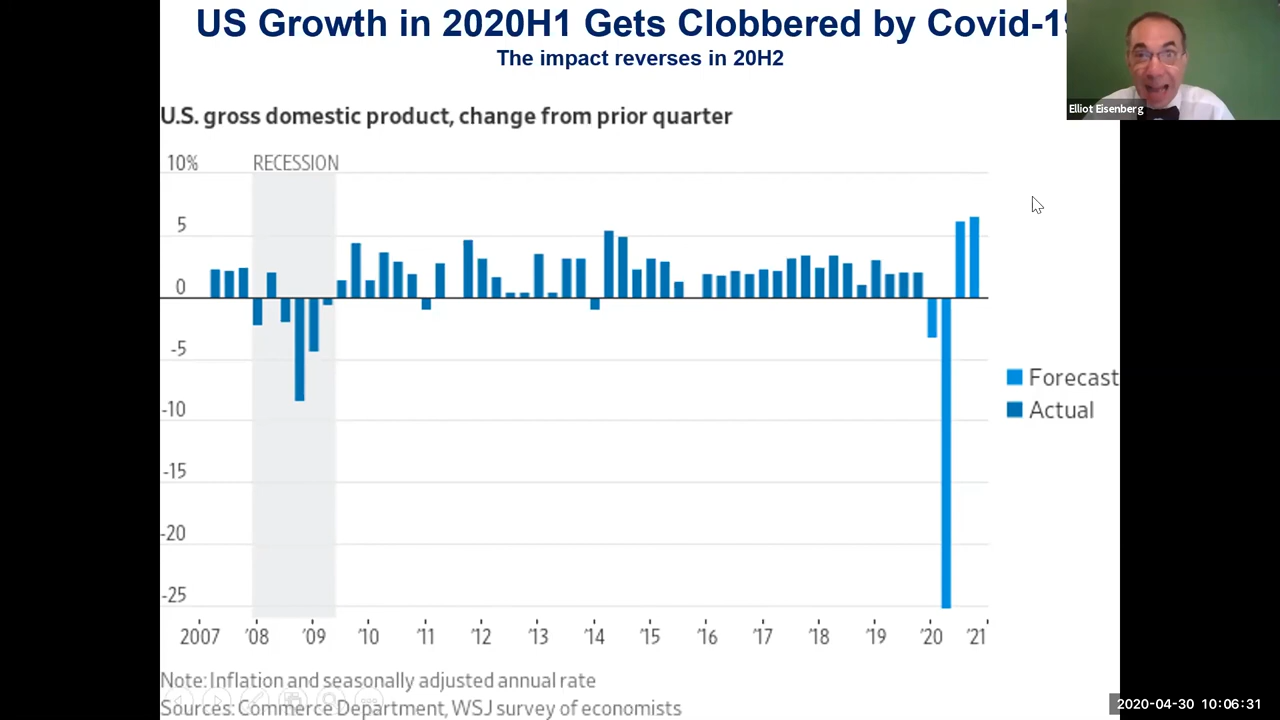 US Growth in 2020H1 Gets Clobbered by Covid-19
The impact reverses in 20H2
Elliot Eisenberg
U.S. gross domestic product, change from prior quarter
10%
RECESSION
5
0
-5
-10
-15
-20
-25
Forecast
Actual
2007 '08 '09 '10 '11 '12 '13 '14 '15 '16 '17 '18 '19 '20 '21
Note: Inflation and seasonally adjusted annual rate
Sources: Commerce Department, WSJ survey of economists
2020-04-30 10:06:31